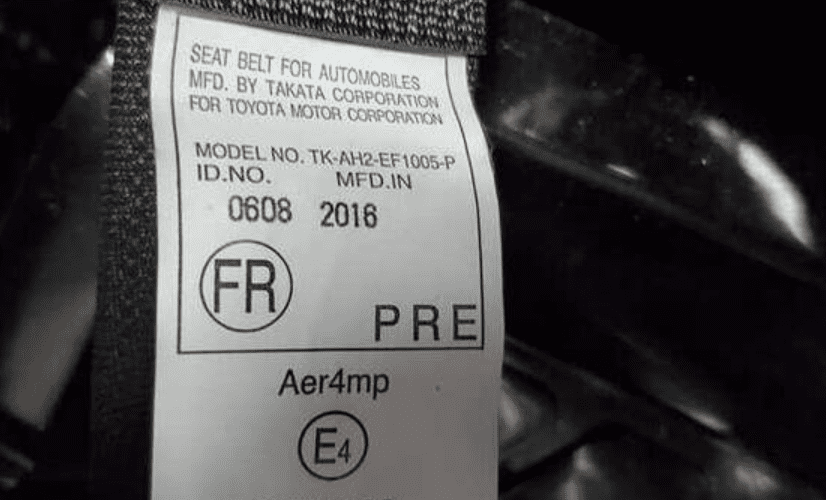 SEAT BELT FOR AUTOMOBILES
MFD. BY TAKATA CORPORATION
FOR TOYOTA MOTOR CORPORATION
MODEL NO. TK-AH2-EF1005-P
ID.NO. MFD.IN
0608 2016
FR
PRE
Aer4mp
E4